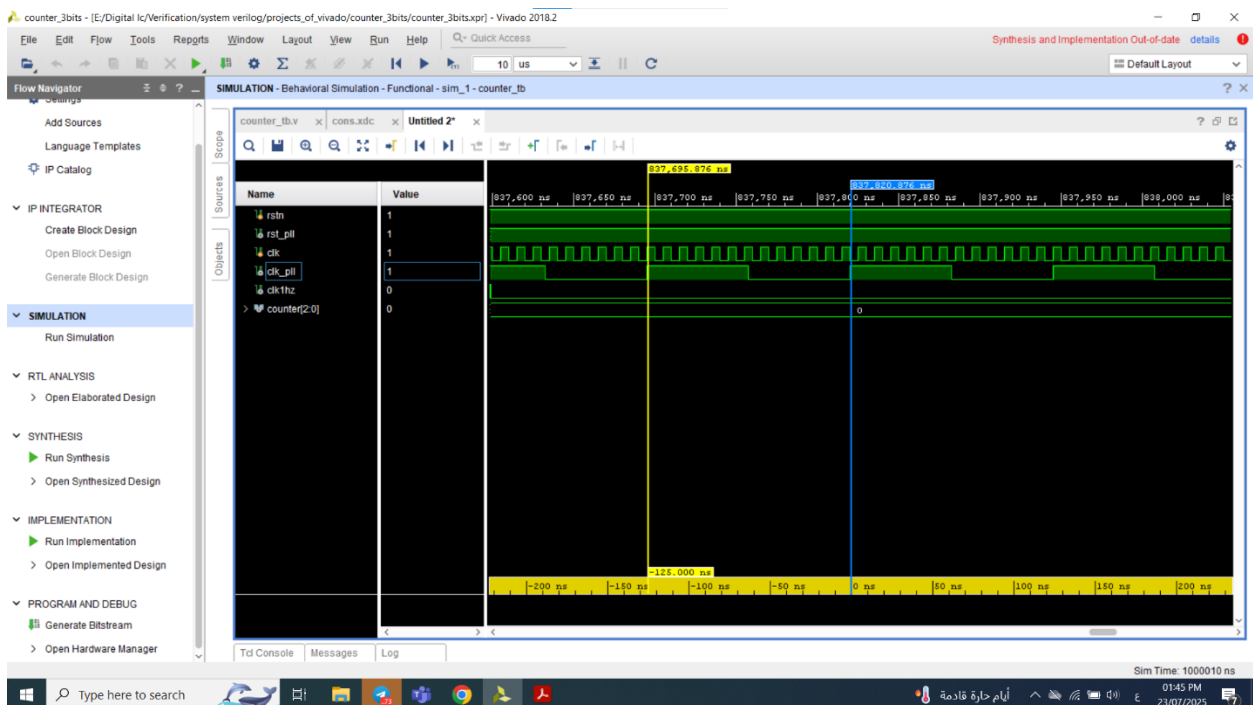 counter_3bits - [E:/Digital Ic/Verification/system verilog/projects_of_vivado/counter_3bits/counter_3bits.xpr] - Vivado 2018.2
File Edit Flow Tools Reports Window Layout View Run Help Quick Access
Synthesis and Implementation Out-of-date details
10 us
Default Layout
Flow Navigator
SIMULATION - Behavioral Simulation - Functional - sim_1 - counter_tb
Settings
Add Sources
Language Templates
IP Catalog
IP INTEGRATOR
Create Block Design
Open Block Design
Generate Block Design
SIMULATION
Run Simulation
RTL ANALYSIS
Open Elaborated Design
SYNTHESIS
Run Synthesis
Open Synthesized Design
IMPLEMENTATION
Run Implementation
Open Implemented Design
PROGRAM AND DEBUG
Generate Bitstream
Open Hardware Manager
Scope
Sources
Objects
counter_tb.v cons.xdc Untitled 2*
837,695.876 ns
837,820.876 ns
Name Value
837,600 ns 837,650 ns 837,700 ns 837,750 ns 837,800 ns 837,850 ns 837,900 ns 837,950 ns 838,000 ns
rstn 1
rst_pll 1
clk 1
clk_pll 1
clk1hz 0
counter[2:0] 0 0
-125.000 ns
-200 ns -150 ns -100 ns -50 ns 0 ns 50 ns 100 ns 150 ns 200 ns
Tcl Console Messages Log
Sim Time: 1000010 ns
Type here to search
73
أيام حارة قادمة
ع
01:45 PM
23/07/2025
7